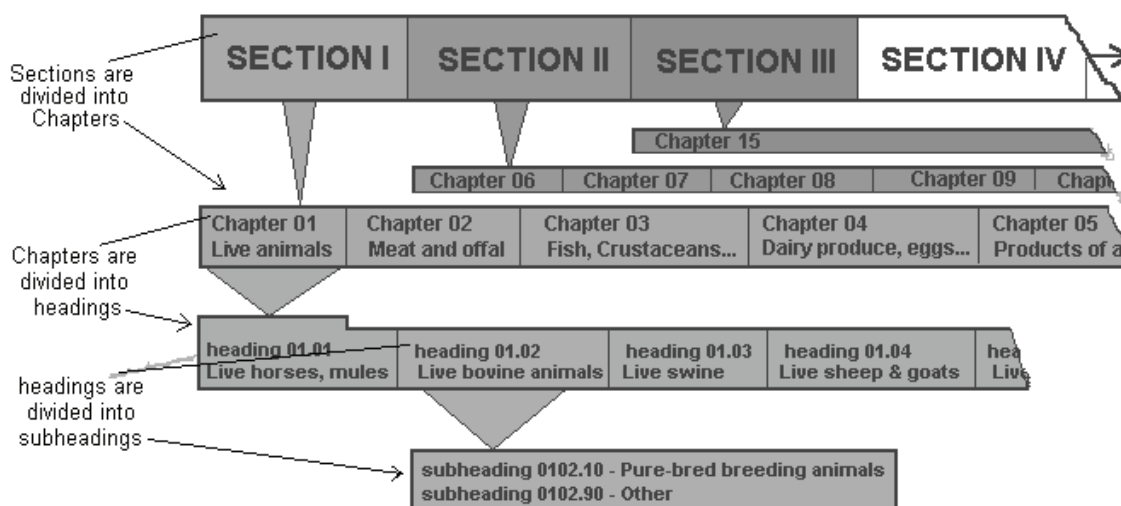 SECTION I SECTION II SECTION III SECTION IV
Sections are
divided into
Chapters
Chapter 15
Chapter 06 Chapter 07 Chapter 08 Chapter 09 Chapt
Chapter 01 Chapter 02 Chapter 03 Chapter 04 Chapter 05
Live animals Meat and offal Fish, Crustaceans... Dairy produce, eggs... Products of a
Chapters are
divided into
headings
heading 01.01 heading 01.02 heading 01.03 heading 01.04 hea
Live horses, mules Live bovine animals Live swine Live sheep & goats Live
headings are
divided into
subheadings
subheading 0102.10 - Pure-bred breeding animals
subheading 0102.90 - Other